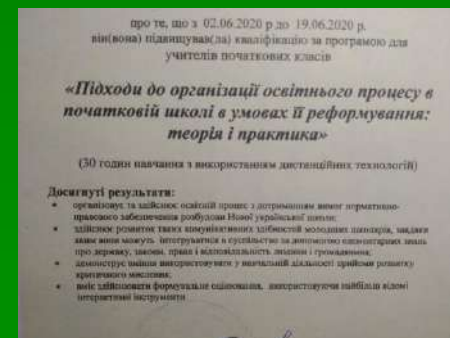 про те, що з 02.06.2020 р до 19.06.2020 р.
він(вона) підвищував(ла) кваліфікацію за програмою для
учителів початкових класів
«Підходи до організації освітнього процесу в
початковій школі в умовах її реформування:
теорія і практика»
(30 годин навчання з використанням дистанційних технологій)
Досягнуті результати:
організовує та здійснює освітній процес з дотриманням вимог нормативно-
правового забезпечення розбудови Нової української школи;
здійснює розвиток таких комунікативних здібностей молодших школярів, завдяки
яким вони можуть інтегруватися в суспільство за допомогою елементарних знань
про державу, закони, права і відповідальність людини і громадянина;
демонструє уміння використовувати у навчальній діяльності прийоми розвитку
критичного мислення;
вміє здійснювати формувальне оцінювання, використовуючи найбільш відомі
інтерактивні інструменти